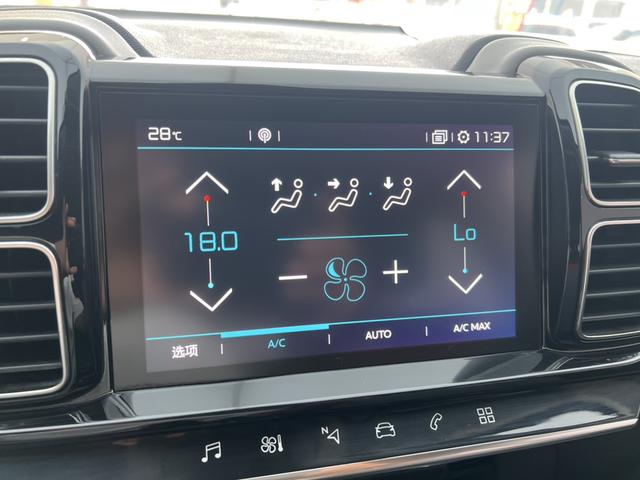 28℃ 11:37
18.0 Lo
选项 A/C AUTO A/C MAX
N